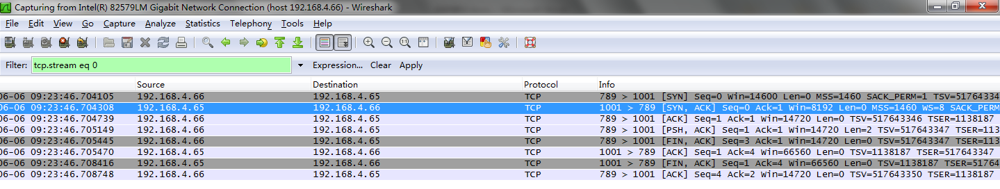 Capturing from Intel(R) 82579LM Gigabit Network Connection (host 192.168.4.66) - Wireshark
File Edit View Go Capture Analyze Statistics Telephony Tools Help
Filter: tcp.stream eq 0 Expression... Clear Apply
Source Destination Protocol Info
06-06 09:23:46.704105 192.168.4.66 192.168.4.65 TCP 789 > 1001 [SYN] Seq=0 Win=14600 Len=0 MSS=1460 SACK_PERM=1 TSV=51764334
06-06 09:23:46.704308 192.168.4.65 192.168.4.66 TCP 1001 > 789 [SYN, ACK] Seq=0 Ack=1 Win=8192 Len=0 MSS=1460 WS=8 SACK_PERM
06-06 09:23:46.704739 192.168.4.66 192.168.4.65 TCP 789 > 1001 [ACK] Seq=1 Ack=1 Win=14720 Len=0 TSV=517643346 TSER=1138187
06-06 09:23:46.705149 192.168.4.66 192.168.4.65 TCP 789 > 1001 [PSH, ACK] Seq=1 Ack=1 Win=14720 Len=2 TSV=517643347 TSER=113
06-06 09:23:46.705445 192.168.4.66 192.168.4.65 TCP 789 > 1001 [FIN, ACK] Seq=3 Ack=1 Win=14720 Len=0 TSV=517643347 TSER=113
06-06 09:23:46.705470 192.168.4.65 192.168.4.66 TCP 1001 > 789 [ACK] Seq=1 Ack=4 Win=66560 Len=0 TSV=1138187 TSER=517643347
06-06 09:23:46.708416 192.168.4.65 192.168.4.66 TCP 1001 > 789 [FIN, ACK] Seq=1 Ack=4 Win=66560 Len=0 TSV=1138187 TSER=51764
06-06 09:23:46.708748 192.168.4.66 192.168.4.65 TCP 789 > 1001 [ACK] Seq=4 Ack=2 Win=14720 Len=0 TSV=517643350 TSER=1138187